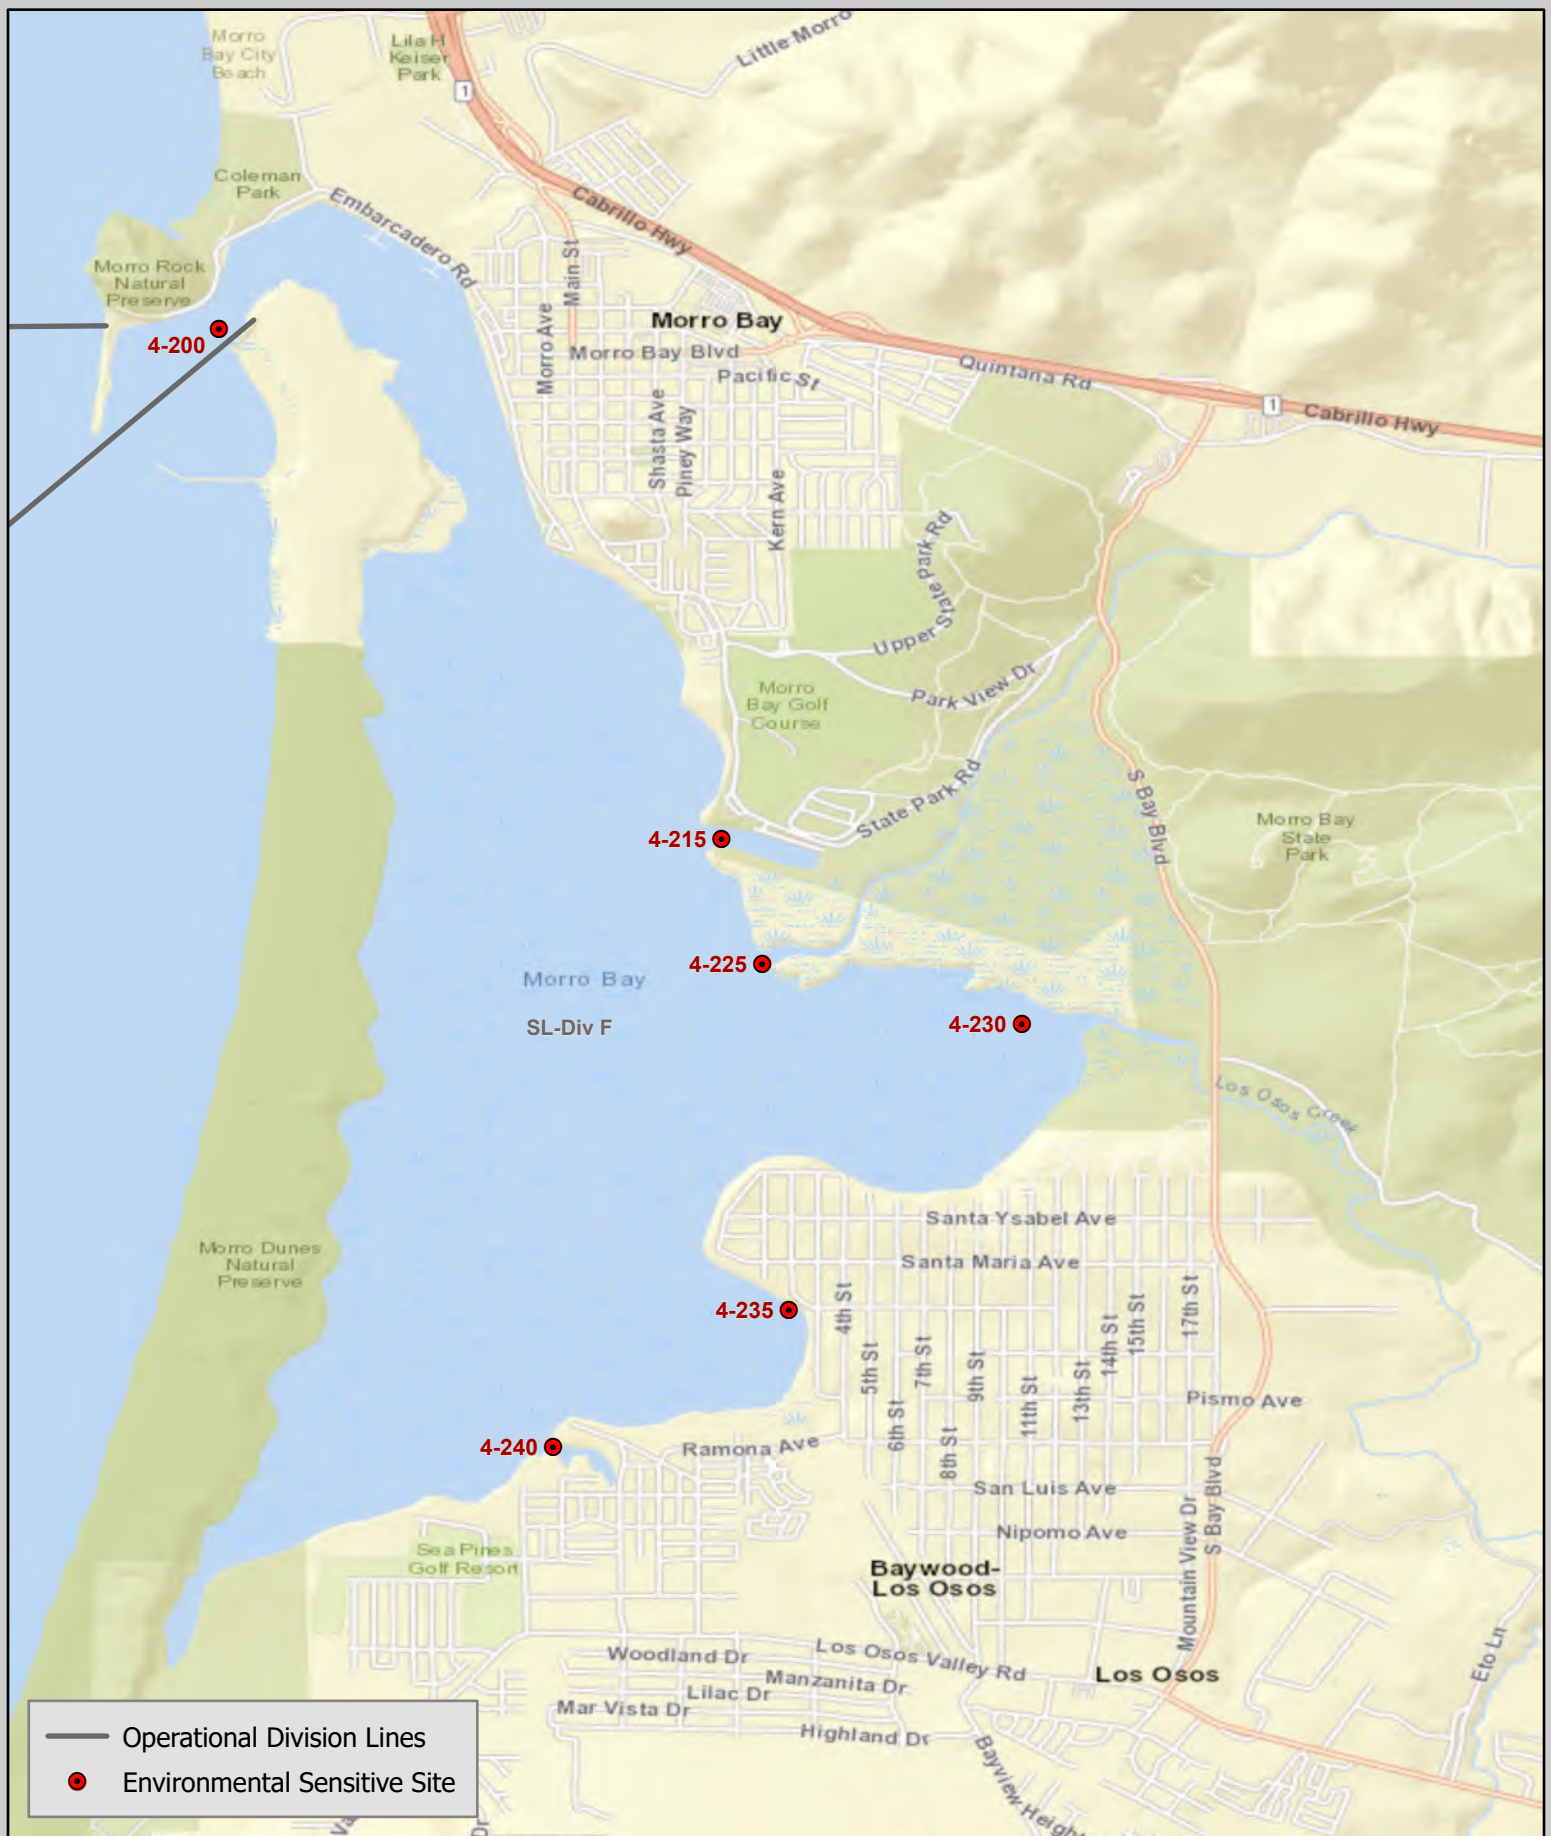 Morro
Bay City
Beach
Lila H
Keiser
Park
Little Morro
1
Coleman
Park
Embarcadero Rd
Cabrillo Hwy
Morro Rock
Natural
Preserve
4-200
Main St
Morro Ave
Morro Bay
Morro Bay Blvd
Pacific St
Quintana Rd
1
Cabrillo Hwy
Shasta Ave
Piney Way
Kern Ave
Upper State Park Rd
Park View Dr
Morro
Bay Golf
Course
State Park Rd
S Bay Blvd
Morro Bay
State
Park
4-215
4-225
Morro Bay
SL-Div F
4-230
Los Osos Creek
Santa Ysabel Ave
Santa Maria Ave
Morro Dunes
Natural
Preserve
4-235
4th St
5th St
6th St
7th St
8th St
9th St
11th St
13th St
14th St
15th St
17th St
Pismo Ave
4-240
Ramona Ave
San Luis Ave
Nipomo Ave
Mountain View Dr
S Bay Blvd
Sea Pines
Golf Resort
Baywood-
Los Osos
Woodland Dr
Los Osos Valley Rd
Los Osos
Eto Ln
Manzanita Dr
Lilac Dr
Mar Vista Dr
Highland Dr
Bayview Height
Operational Division Lines
Environmental Sensitive Site
Va
Dr